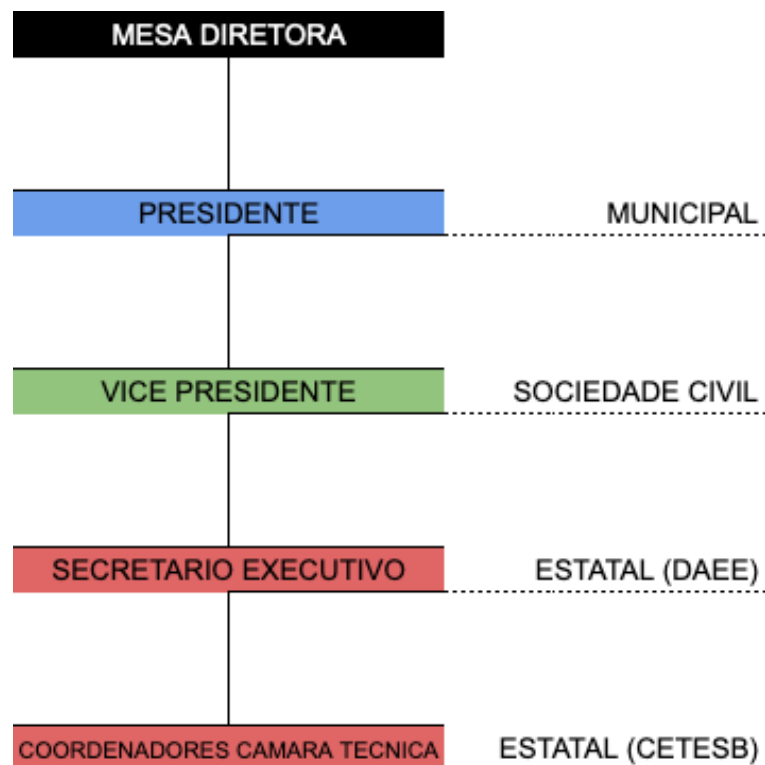 MESA DIRETORA
PRESIDENTE MUNICIPAL
VICE PRESIDENTE SOCIEDADE CIVIL
SECRETARIO EXECUTIVO ESTATAL (DAEE)
COORDENADORES CAMARA TECNICA ESTATAL (CETESB)